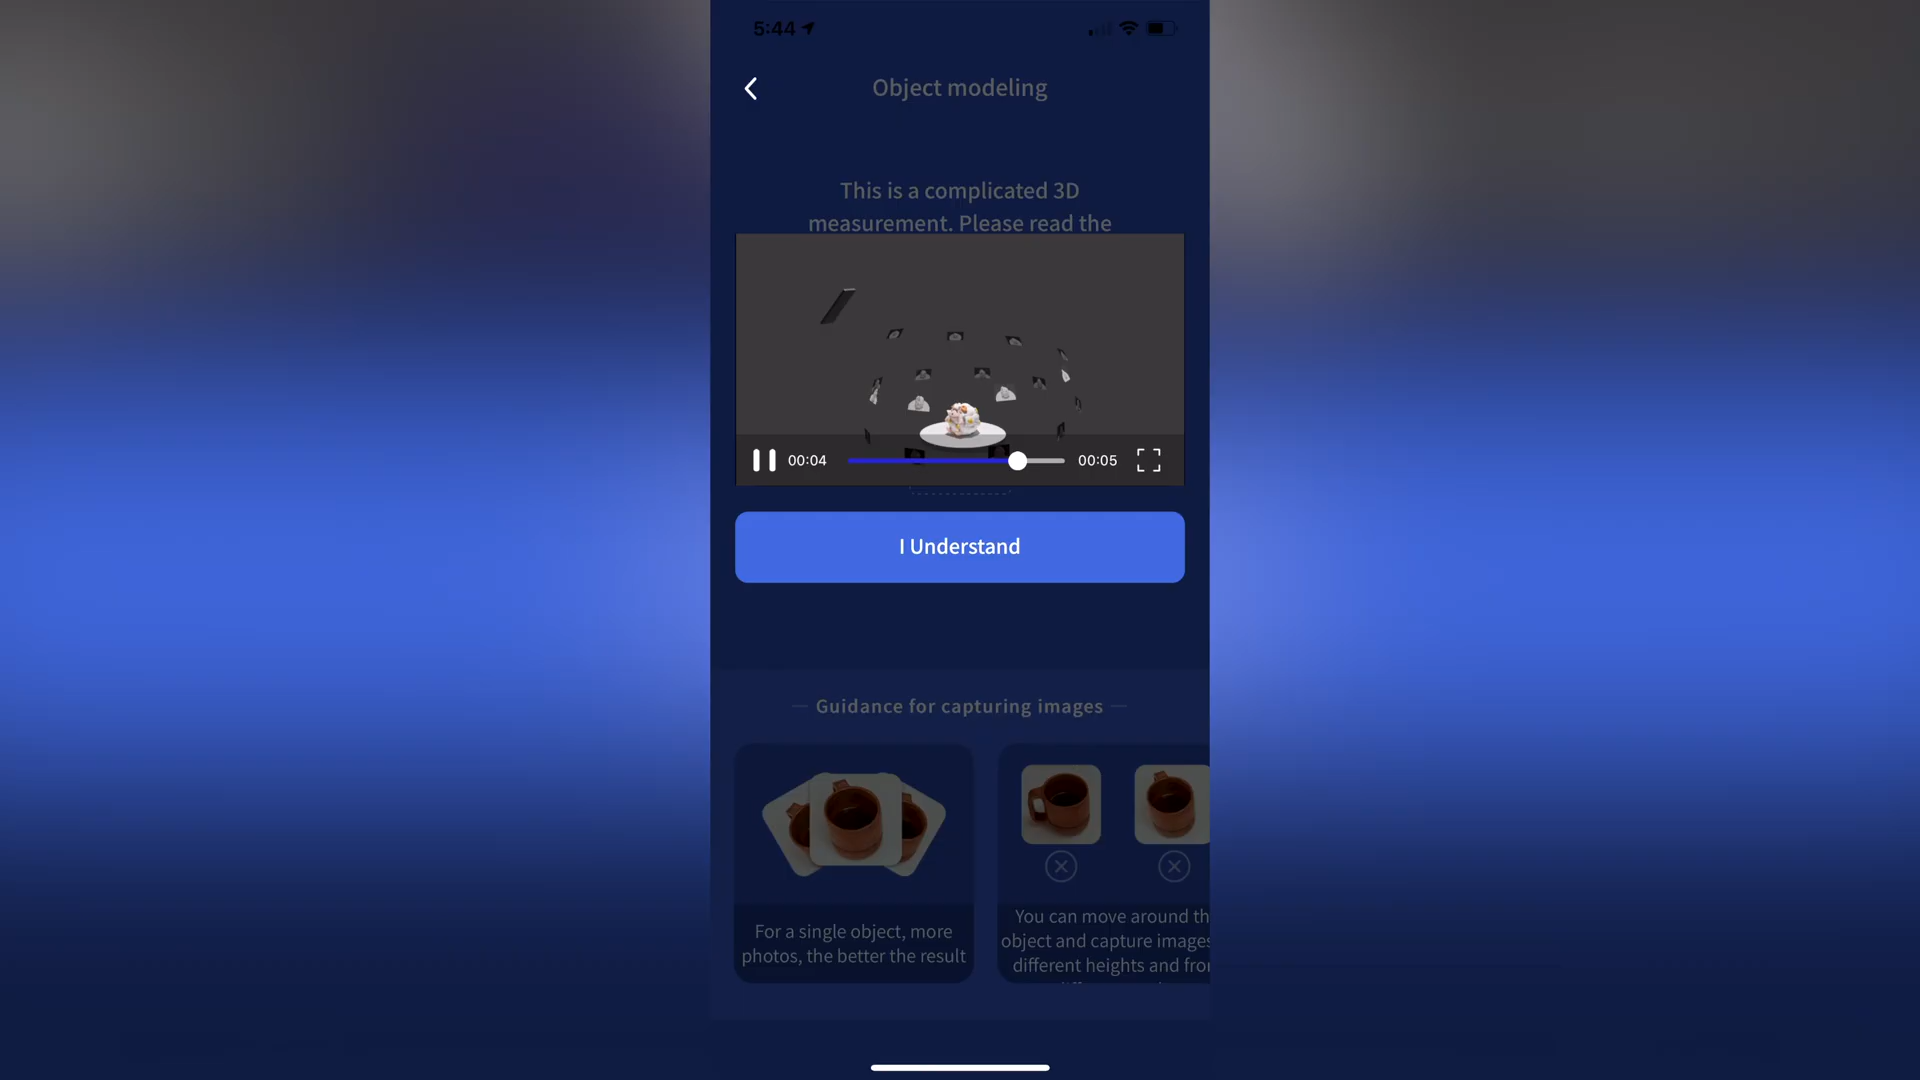 5:44
Object modeling
This is a complicated 3D
measurement. Please read the
00:04
00:05
I Understand
Guidance for capturing images
For a single object, more
photos, the better the result
You can move around
object and capture images
different heights and